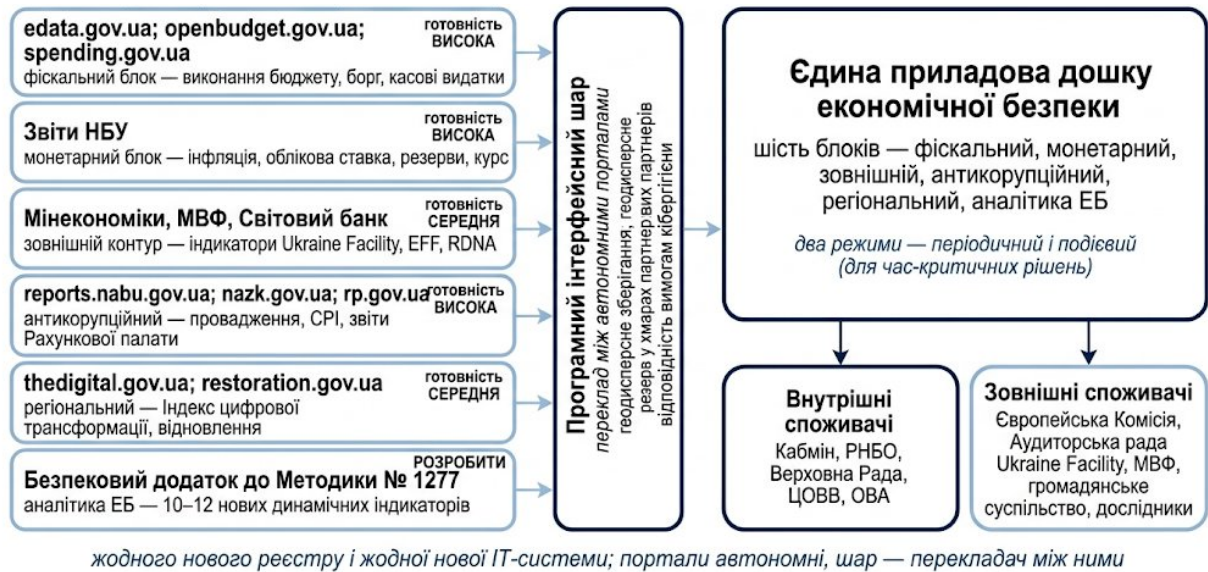 edata.gov.ua; openbudget.gov.ua;
spending.gov.ua
готовність
ВИСОКА
фіскальний блок — виконання бюджету, борг, касові видатки
Звіти НБУ
готовність
ВИСОКА
монетарний блок — інфляція, облікова ставка, резерви, курс
Мінекономіки, МВФ, Світовий банк
готовність
СЕРЕДНЯ
зовнішній контур — індикатори Ukraine Facility, EFF, RDNA
reports.nabu.gov.ua; nazk.gov.ua; rp.gov.ua
готовність
ВИСОКА
антикорупційний — провадження, CPI, звіти
Рахункової палати
thedigital.gov.ua; restoration.gov.ua
готовність
СЕРЕДНЯ
регіональний — Індекс цифрової
трансформації, відновлення
РОЗРОБИТИ
Безпековий додаток до Методики № 1277
аналітика ЕБ — 10–12 нових динамічних індикаторів
Програмний інтерфейсний шар
переклад між автономними порталами
геодисперсне зберігання, геодисперсне
резерв у хмарах партнер'вих партнерів
відповідність вимогам кібергігієни
Єдина приладова дошку
економічної безпеки
шість блоків — фіскальний, монетарний,
зовнішній, антикорупційний,
регіональний, аналітика ЕБ
два режими — періодичний і подієвий
(для час-критичних рішень)
Внутрішні
споживачі
Кабмін, РНБО,
Верховна Рада,
ЦОВВ, ОВА
Зовнішні споживачі
Європейська Комісія,
Аудиторська рада
Ukraine Facility, МВФ,
громадянське
суспільство, дослідники
жодного нового реєстру і жодної нової ІТ-системи; портали автономні, шар — перекладач між ними